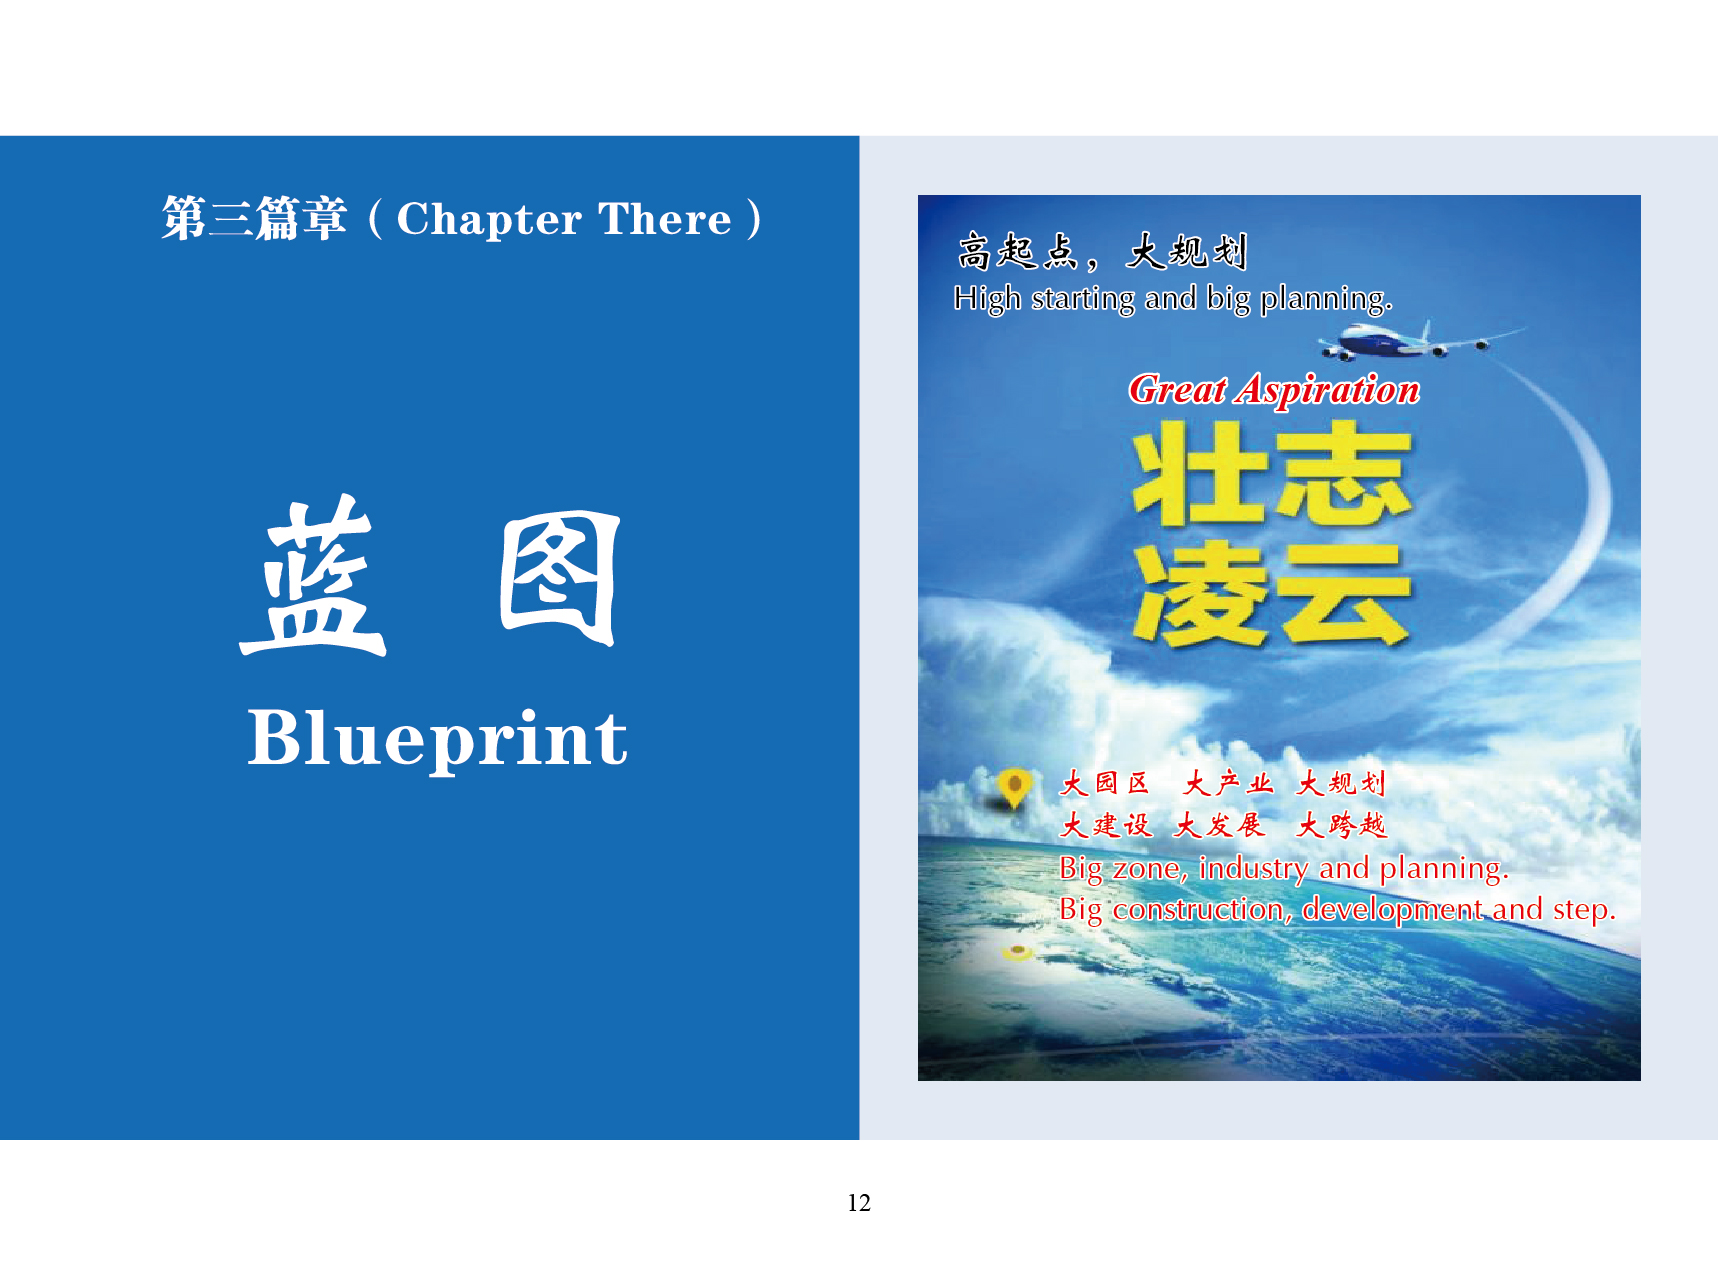 第三篇章（Chapter There）
蓝 图
Blueprint
高起点，大规划
High starting and big planning.
Great Aspiration
壮志
凌云
大园区 大产业 大规划
大建设 大发展 大跨越
Big zone, industry and planning.
Big construction, development and step.
12